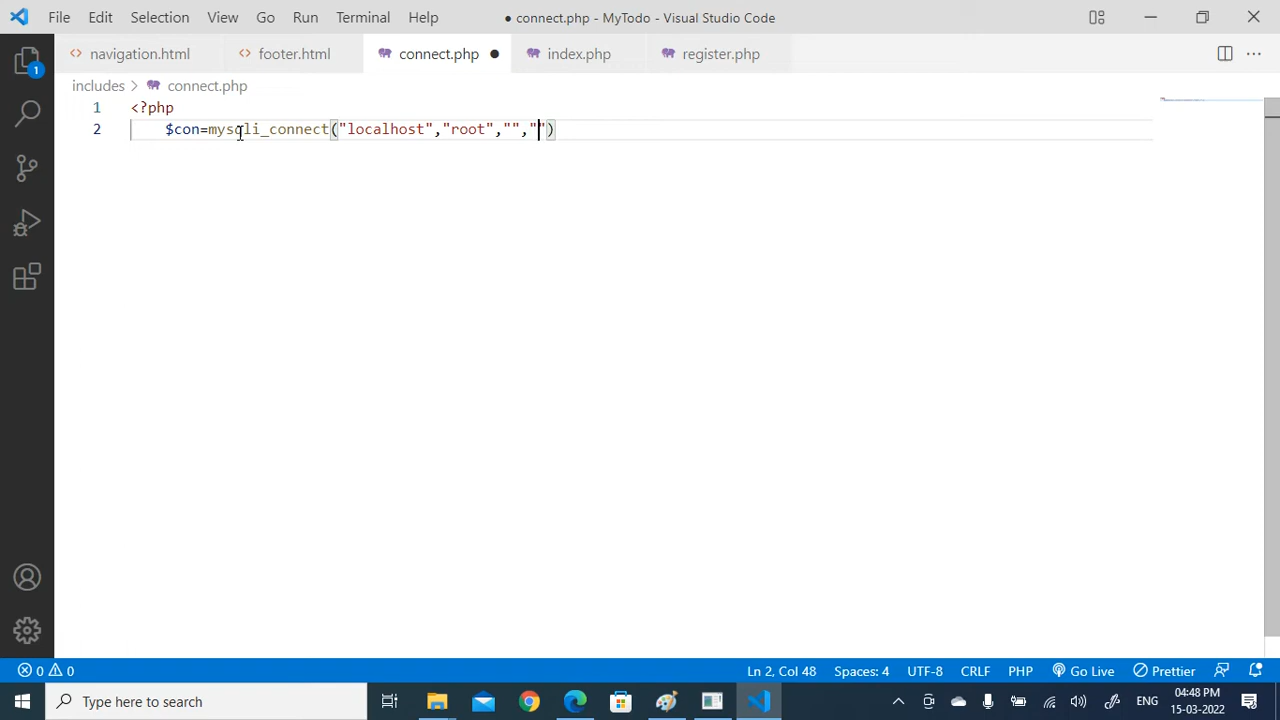 File Edit Selection View Go Run Terminal Help ● connect.php - MyTodo - Visual Studio Code
navigation.html footer.html connect.php ● index.php register.php ...
includes > connect.php
1 <?php
2 $con=mysqli_connect("localhost","root","","")
1
0 0 Ln 2, Col 48 Spaces: 4 UTF-8 CRLF PHP Go Live Prettier
Type here to search ENG 04:48 PM
15-03-2022